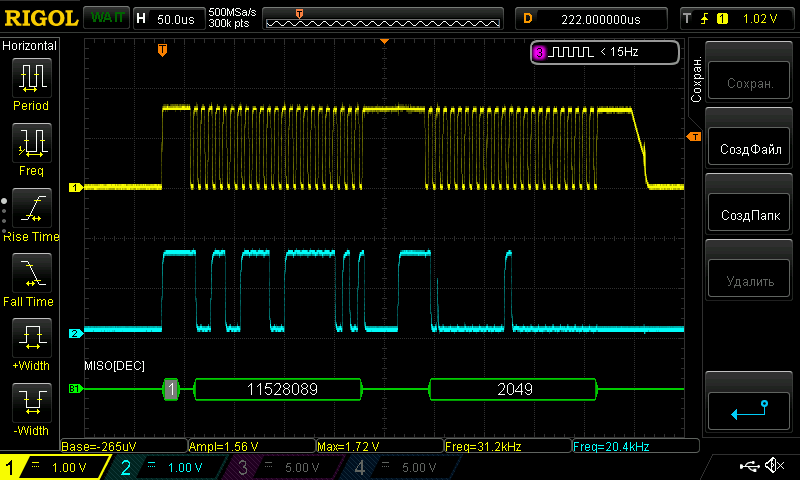 RIGOL WAIT H 50.0us 500MSa/s 300k pts T D 222.000000us T 1 1.02 V
Horizontal
Period
Freq
Rise Time
Fall Time
+Width
-Width
T
3 < 15Hz
T
1
2
MISO[DEC]
B1 1 11528089 2049
Сохран.
Сохран.
СоздФайл
СоздПапк
Удалить
Base=-265uV Ampl=1.56 V Max=1.72 V Freq=31.2kHz Freq=20.4kHz
1 1.00 V 2 1.00 V 3 5.00 V 4 5.00 V